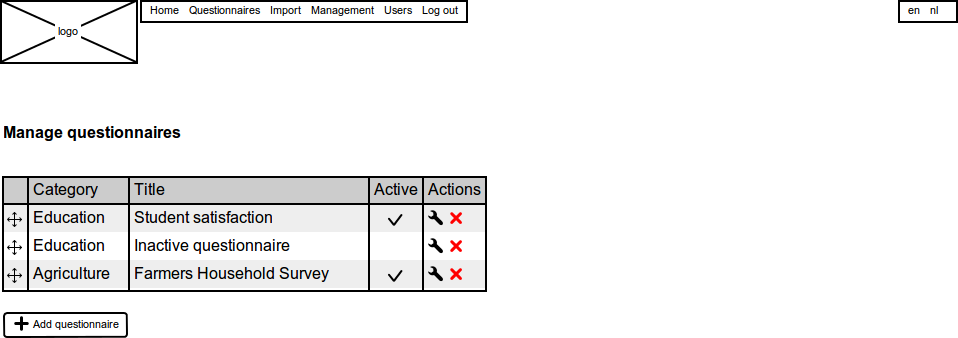 logo
Home Questionnaires Import Management Users Log out
en nl
Manage questionnaires
Category Title Active Actions
Education Student satisfaction
Education Inactive questionnaire
Agriculture Farmers Household Survey
Add questionnaire